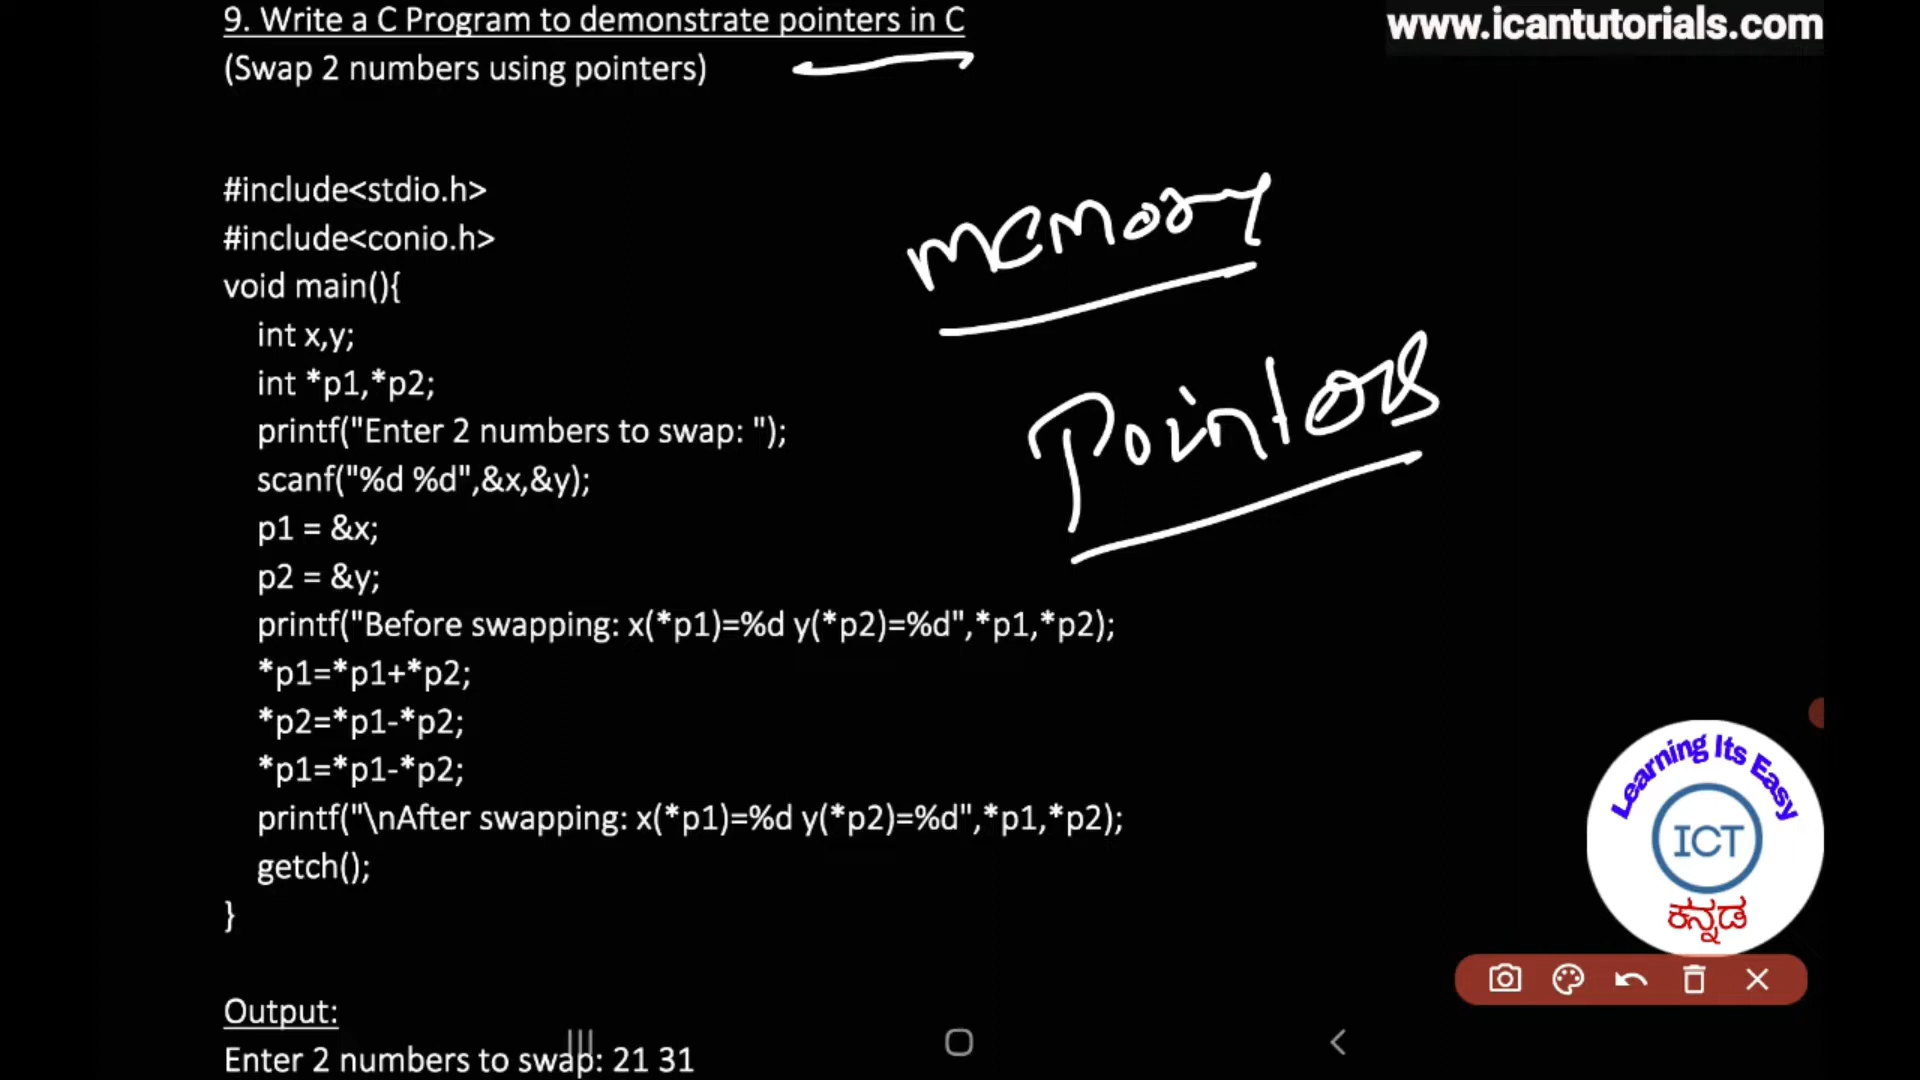 9. Write a C Program to demonstrate pointers in C
(Swap 2 numbers using pointers)
www.icantutorials.com
#include<stdio.h>
#include<conio.h>
void main(){
int x,y;
int *p1,*p2;
printf("Enter 2 numbers to swap: ");
scanf("%d %d",&x,&y);
p1 = &x;
p2 = &y;
printf("Before swapping: x(*p1)=%d y(*p2)=%d",*p1,*p2);
*p1=*p1+*p2;
*p2=*p1-*p2;
*p1=*p1-*p2;
printf("\nAfter swapping: x(*p1)=%d y(*p2)=%d",*p1,*p2);
getch();
}
Output:
Enter 2 numbers to swap: 21 31
memory
Pointers
Learning Its Easy
ICT
ಕನ್ನಡ